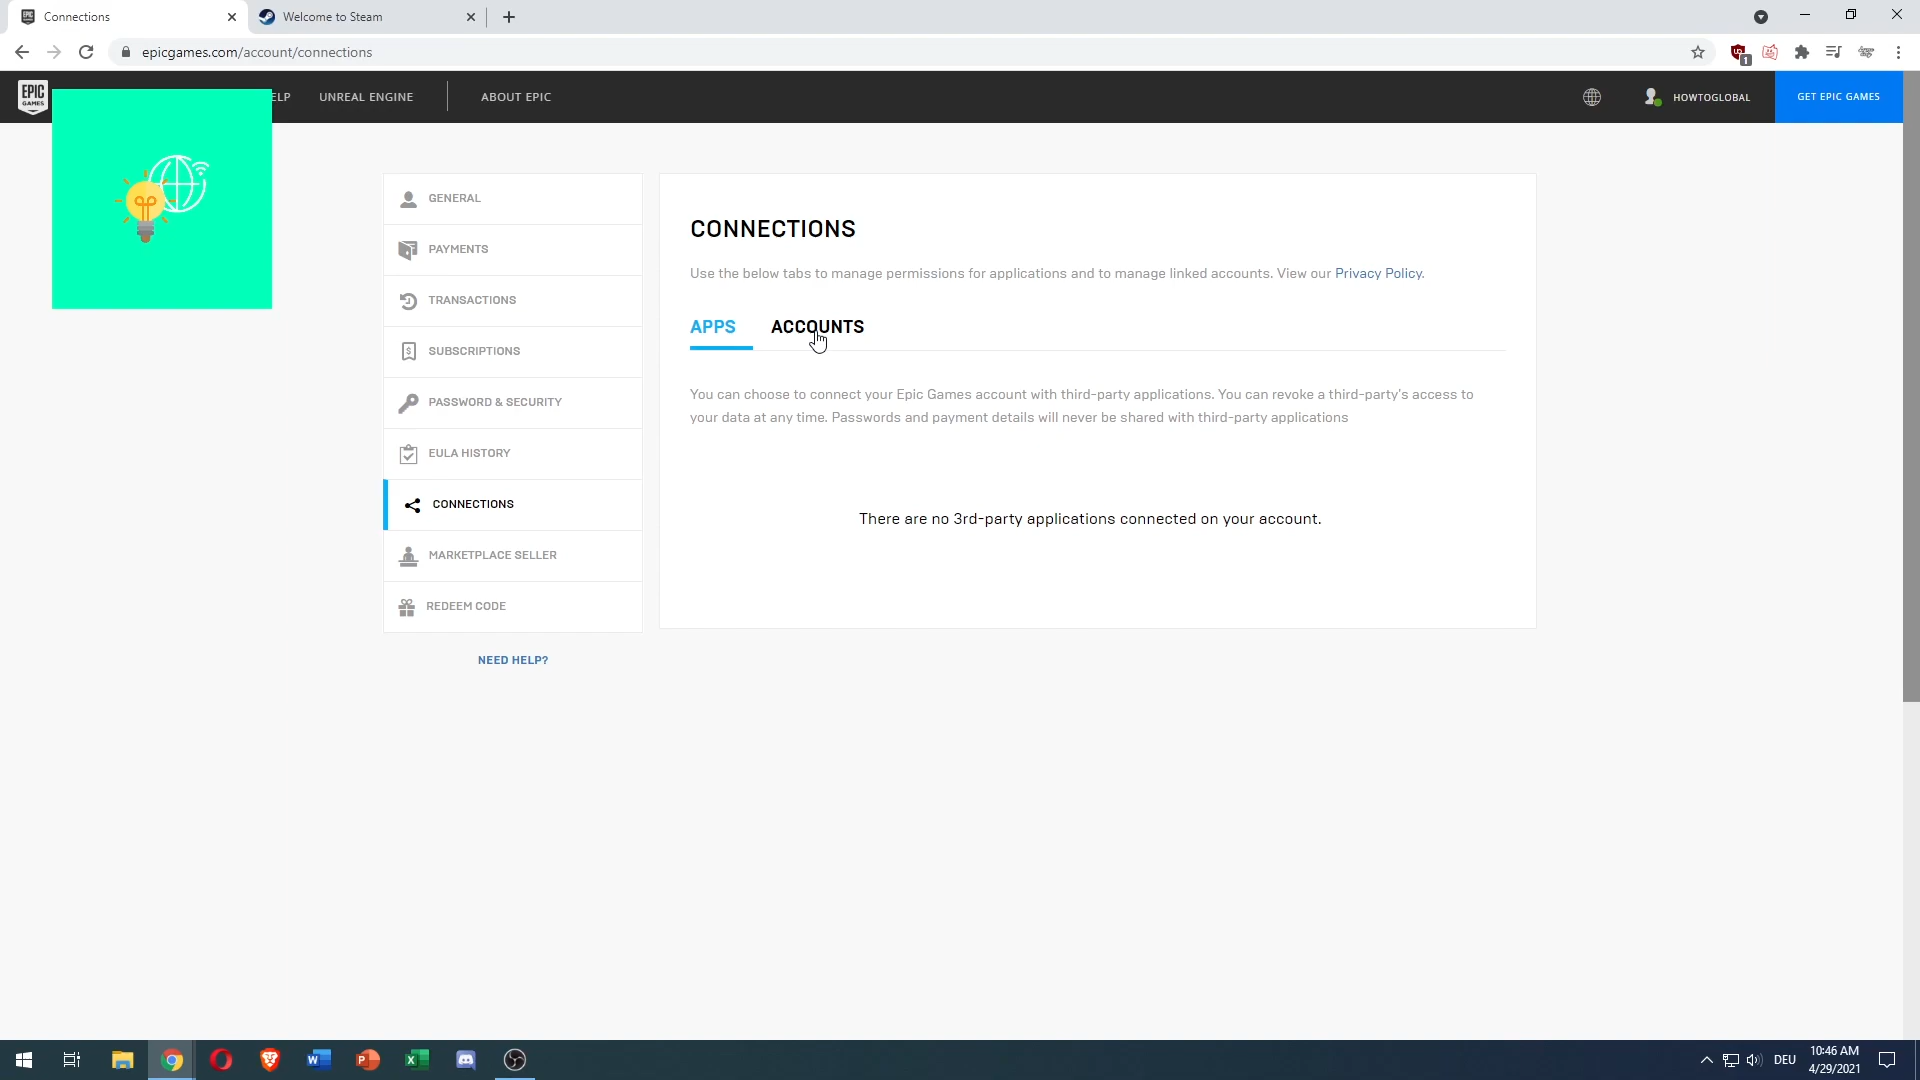 Connections
Welcome to Steam
epicgames.com/account/connections
1
EPIC GAMES
ELP
UNREAL ENGINE
ABOUT EPIC
HOWTOGLOBAL
GET EPIC GAMES
GENERAL
PAYMENTS
TRANSACTIONS
SUBSCRIPTIONS
PASSWORD & SECURITY
EULA HISTORY
CONNECTIONS
MARKETPLACE SELLER
REDEEM CODE
NEED HELP?
CONNECTIONS
Use the below tabs to manage permissions for applications and to manage linked accounts. View our Privacy Policy.
APPS
ACCOUNTS
You can choose to connect your Epic Games account with third-party applications. You can revoke a third-party's access to
your data at any time. Passwords and payment details will never be shared with third-party applications
There are no 3rd-party applications connected on your account.
DEU
10:46 AM
4/29/2021